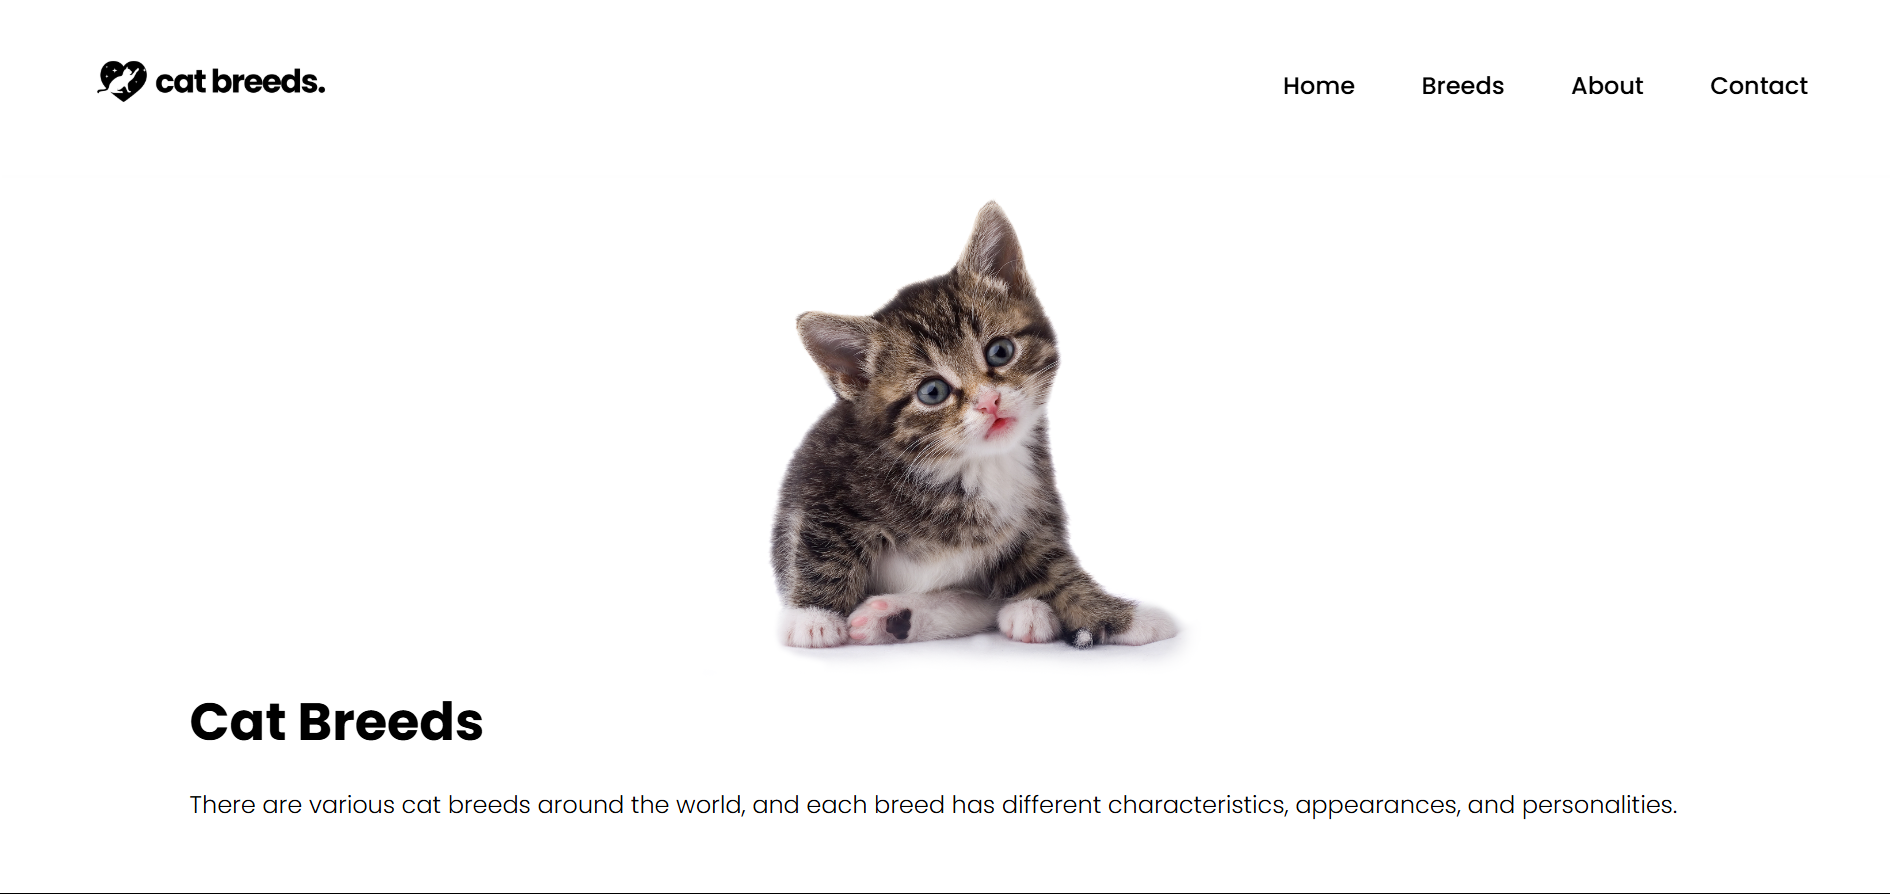 cat breeds.
Home Breeds About Contact
Cat Breeds
There are various cat breeds around the world, and each breed has different characteristics, appearances, and personalities.